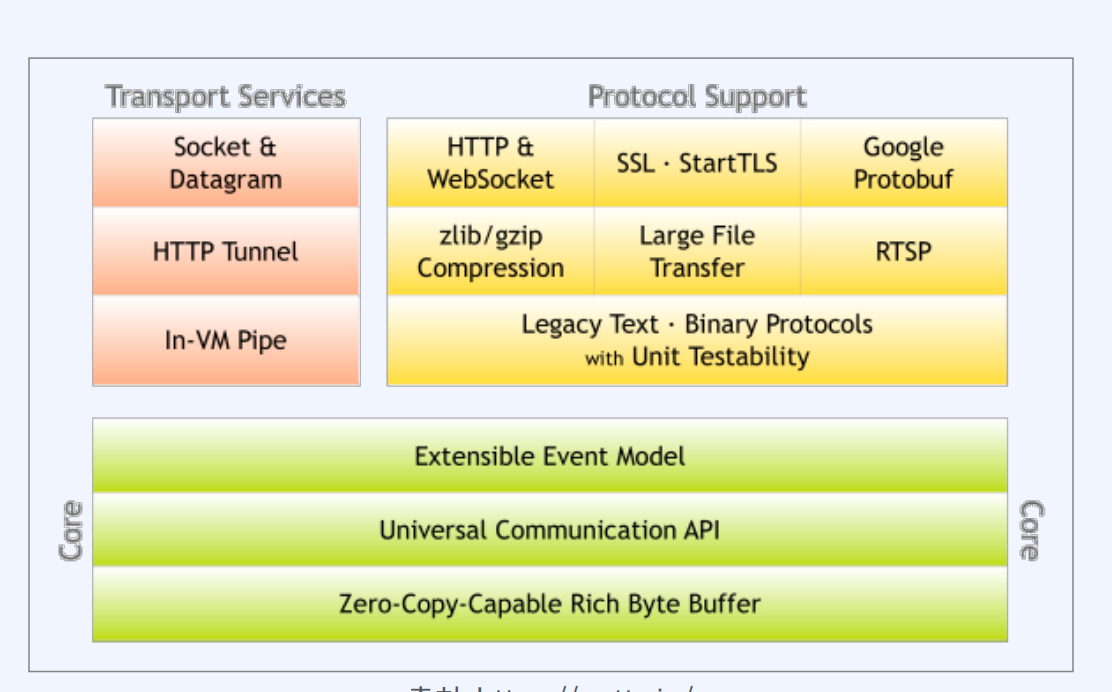 Transport Services
Protocol Support
Socket &
Datagram
HTTP Tunnel
In-VM Pipe
HTTP &
WebSocket
SSL · StartTLS
Google
Protobuf
zlib/gzip
Compression
Large File
Transfer
RTSP
Legacy Text · Binary Protocols
with Unit Testability
Core
Extensible Event Model
Universal Communication API
Zero-Copy-Capable Rich Byte Buffer
Core